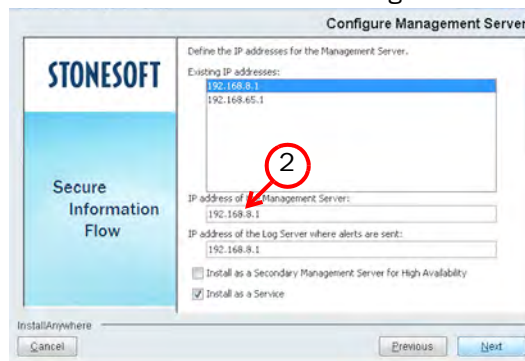 Configure Management Server
STONESOFT
Secure
Information
Flow
Define the IP addresses for the Management Server.
Existing IP addresses:
192.168.8.1
192.168.65.1
2
IP address of the Management Server:
192.168.8.1
IP address of the Log Server where alerts are sent:
192.168.8.1
Install as a Secondary Management Server for High Availability
Install as a Service
InstallAnywhere
Cancel
Previous
Next